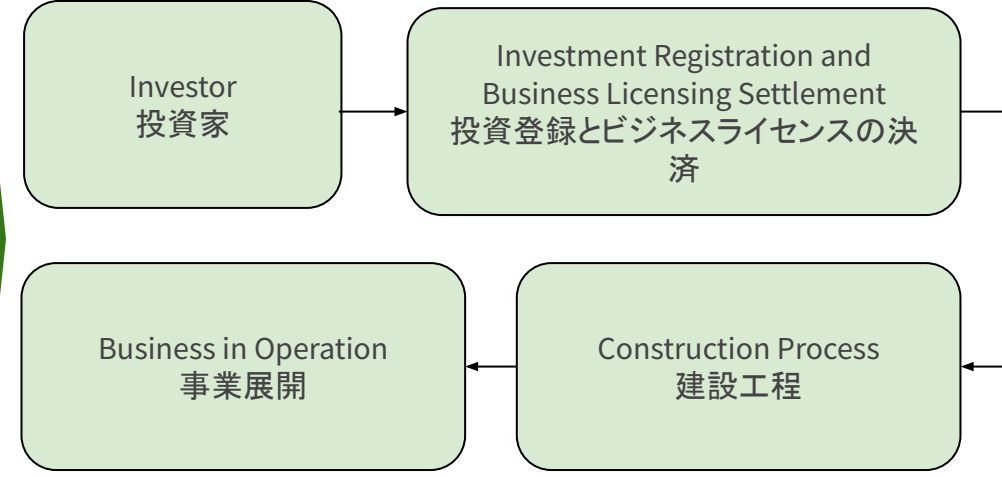 Investor
投資家
Investment Registration and
Business Licensing Settlement
投資登録とビジネスライセンスの決
済
Business in Operation
事業展開
Construction Process
建設工程